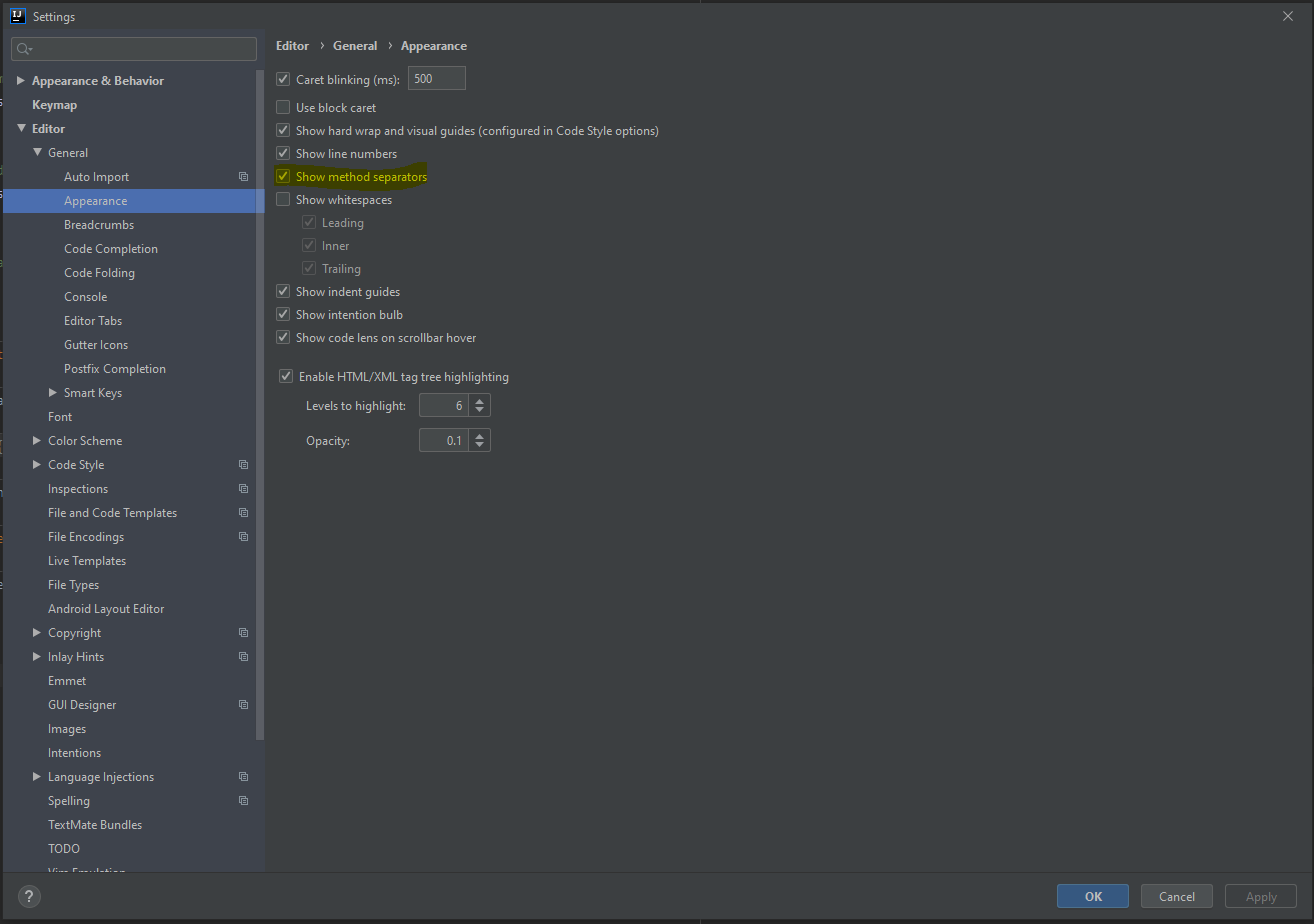 IJ
Settings
Appearance & Behavior
Keymap
Editor
General
Auto Import
Appearance
Breadcrumbs
Code Completion
Code Folding
Console
Editor Tabs
Gutter Icons
Postfix Completion
Smart Keys
Font
Color Scheme
Code Style
Inspections
File and Code Templates
File Encodings
Live Templates
File Types
Android Layout Editor
Copyright
Inlay Hints
Emmet
GUI Designer
Images
Intentions
Language Injections
Spelling
TextMate Bundles
TODO
Vim Emulation
Editor › General › Appearance
Caret blinking (ms): 500
Use block caret
Show hard wrap and visual guides (configured in Code Style options)
Show line numbers
Show method separators
Show whitespaces
Leading
Inner
Trailing
Show indent guides
Show intention bulb
Show code lens on scrollbar hover
Enable HTML/XML tag tree highlighting
Levels to highlight: 6
Opacity: 0.1
? OK Cancel Apply